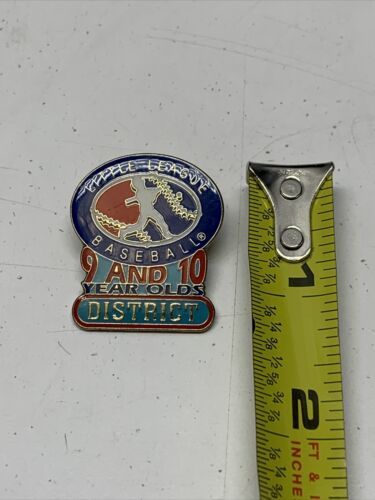 LITTLE LEAGUE
BASEBALL®
9 AND 10
YEAR OLDS
DISTRICT
1
2
FT & I
INCHE